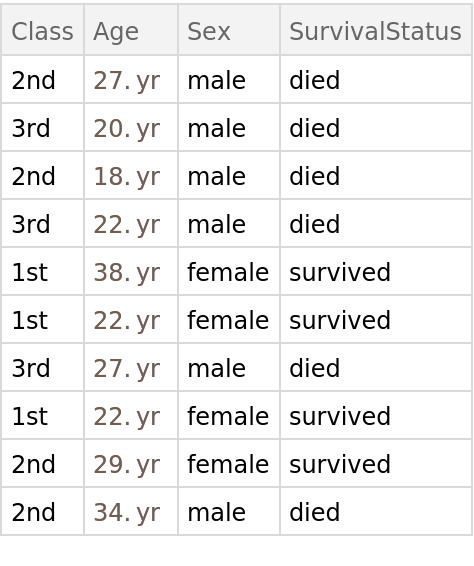 Class Age Sex SurvivalStatus
2nd 27. yr male died
3rd 20. yr male died
2nd 18. yr male died
3rd 22. yr male died
1st 38. yr female survived
1st 22. yr female survived
3rd 27. yr male died
1st 22. yr female survived
2nd 29. yr female survived
2nd 34. yr male died